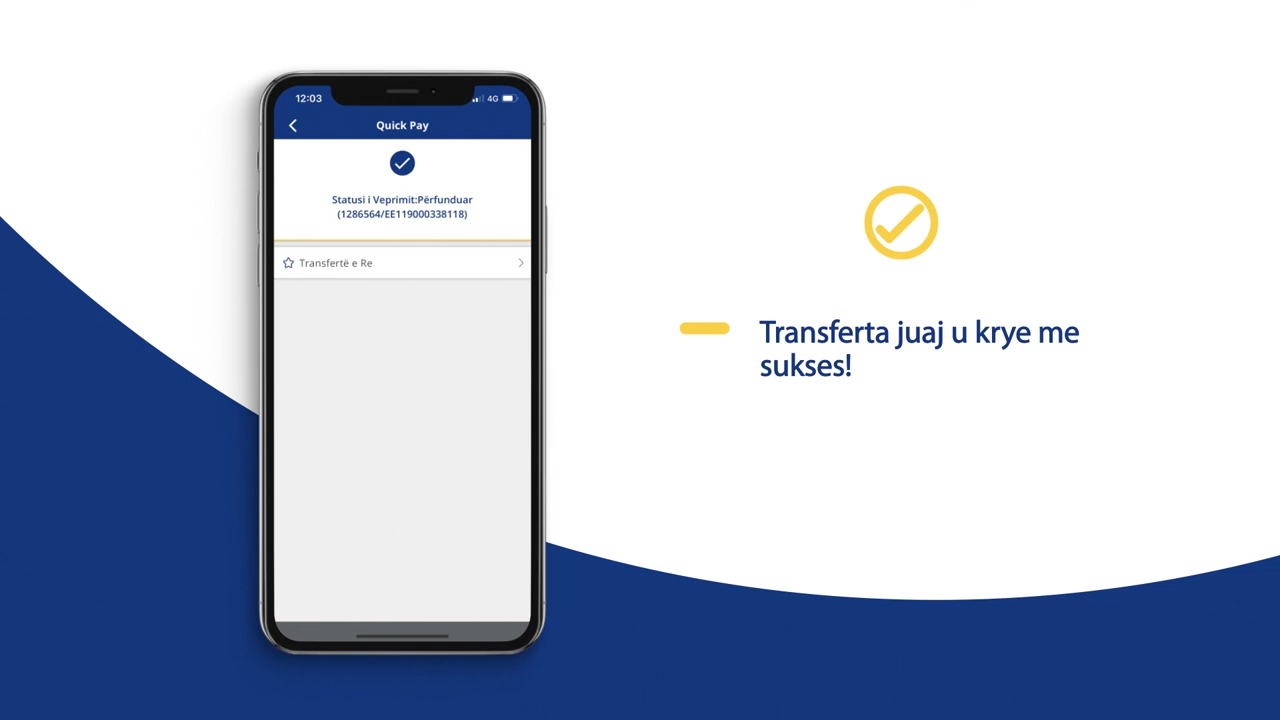 12:03
4G
Quick Pay
Statusi i Veprimit:Përfunduar
(1286564/EE119000338118)
Transfertë e Re
Transferta juaj u krye me
sukses!